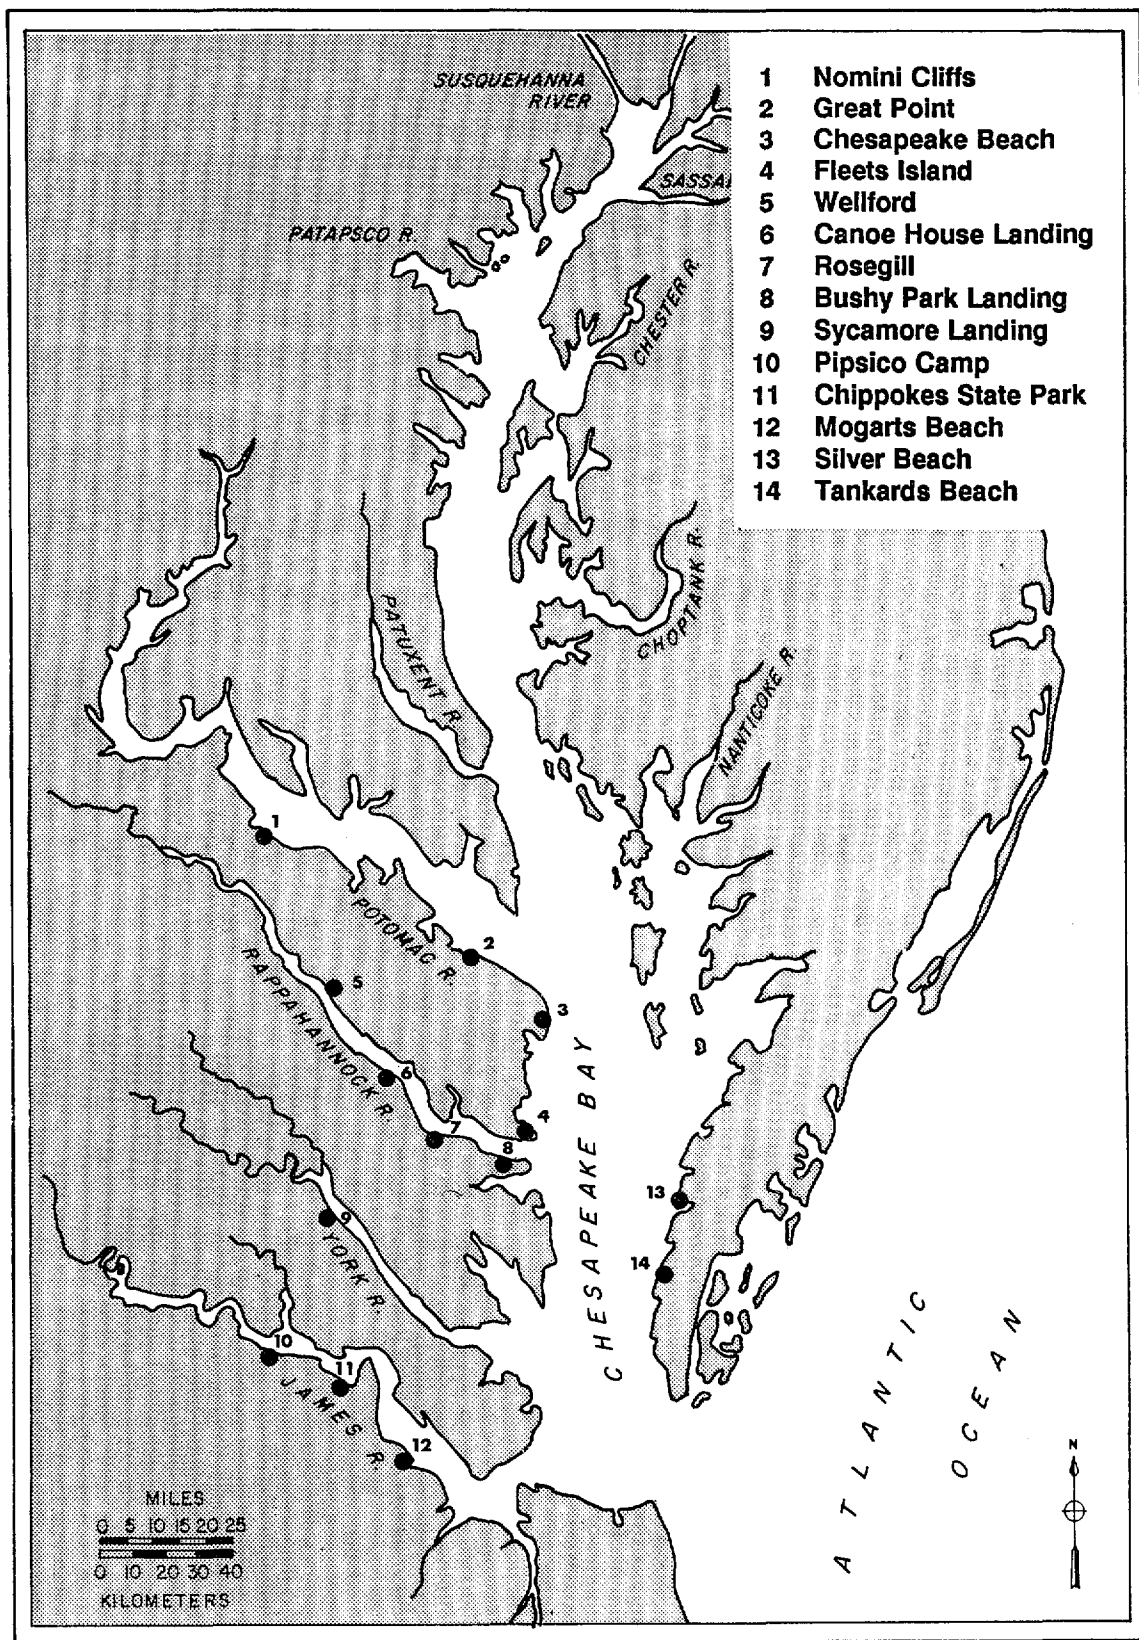 SUSQUEHANNA
RIVER
1 Nomini Cliffs
2 Great Point
3 Chesapeake Beach
4 Fleets Island
5 Wellford
6 Canoe House Landing
7 Rosegill
8 Bushy Park Landing
9 Sycamore Landing
10 Pipsico Camp
11 Chippokes State Park
12 Mogarts Beach
13 Silver Beach
14 Tankards Beach
SASSA
PATAPSCO R.
CHESTER R.
CHOPTANK R.
PATUXENT R.
NANTICOKE R.
1
POTOMAC R.
2
RAPPAHANNOCK R.
5
3
6
7
4
8
CHESAPEAKE BAY
13
9
YORK R.
14
10
11
JAMES R.
12
ATLANTIC
OCEAN
N
MILES
0 5 10 15 20 25
0 10 20 30 40
KILOMETERS